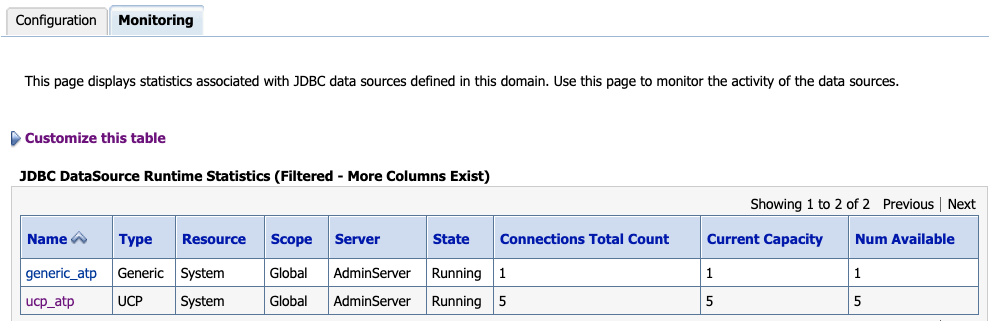 Configuration Monitoring
This page displays statistics associated with JDBC data sources defined in this domain. Use this page to monitor the activity of the data sources.
Customize this table
JDBC DataSource Runtime Statistics (Filtered - More Columns Exist)
Showing 1 to 2 of 2 Previous | Next
Name Type Resource Scope Server State Connections Total Count Current Capacity Num Available
generic_atp Generic System Global AdminServer Running 1 1 1
ucp_atp UCP System Global AdminServer Running 5 5 5